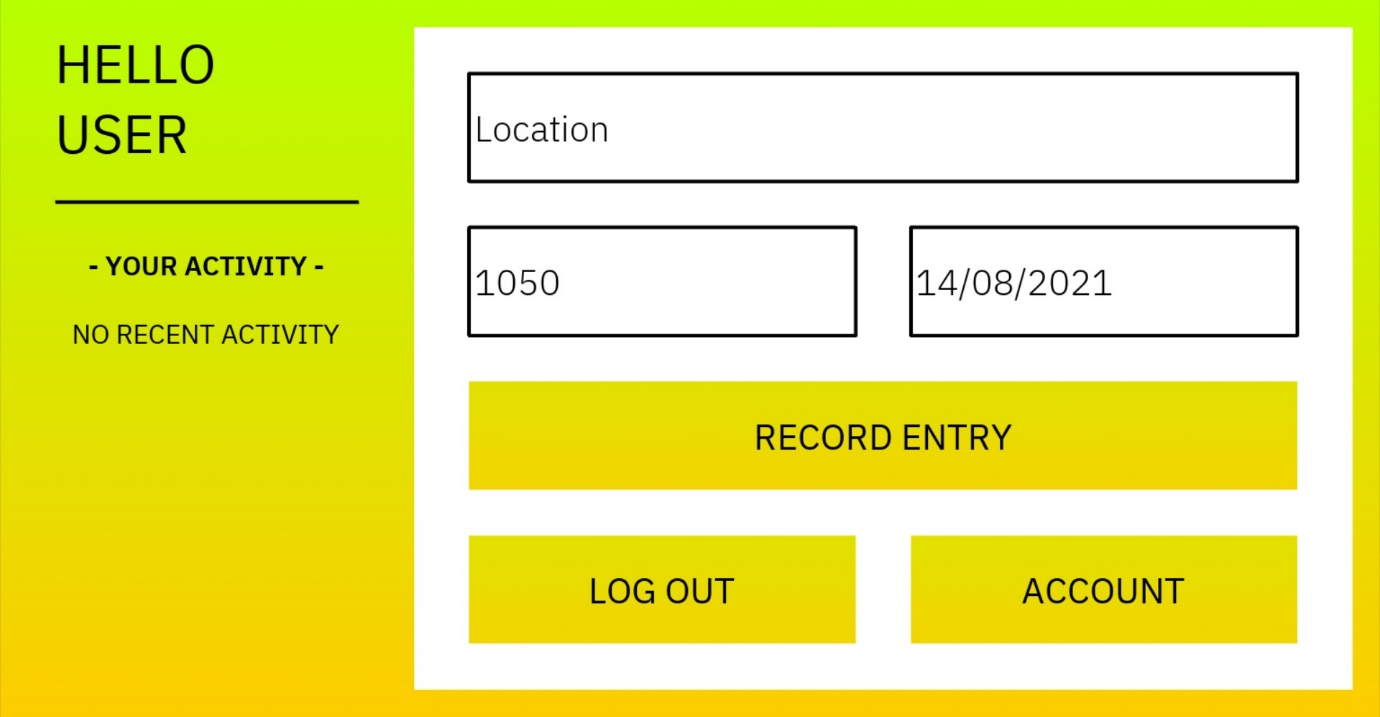 HELLO
USER
- YOUR ACTIVITY -
NO RECENT ACTIVITY
Location
1050
14/08/2021
RECORD ENTRY
LOG OUT
ACCOUNT